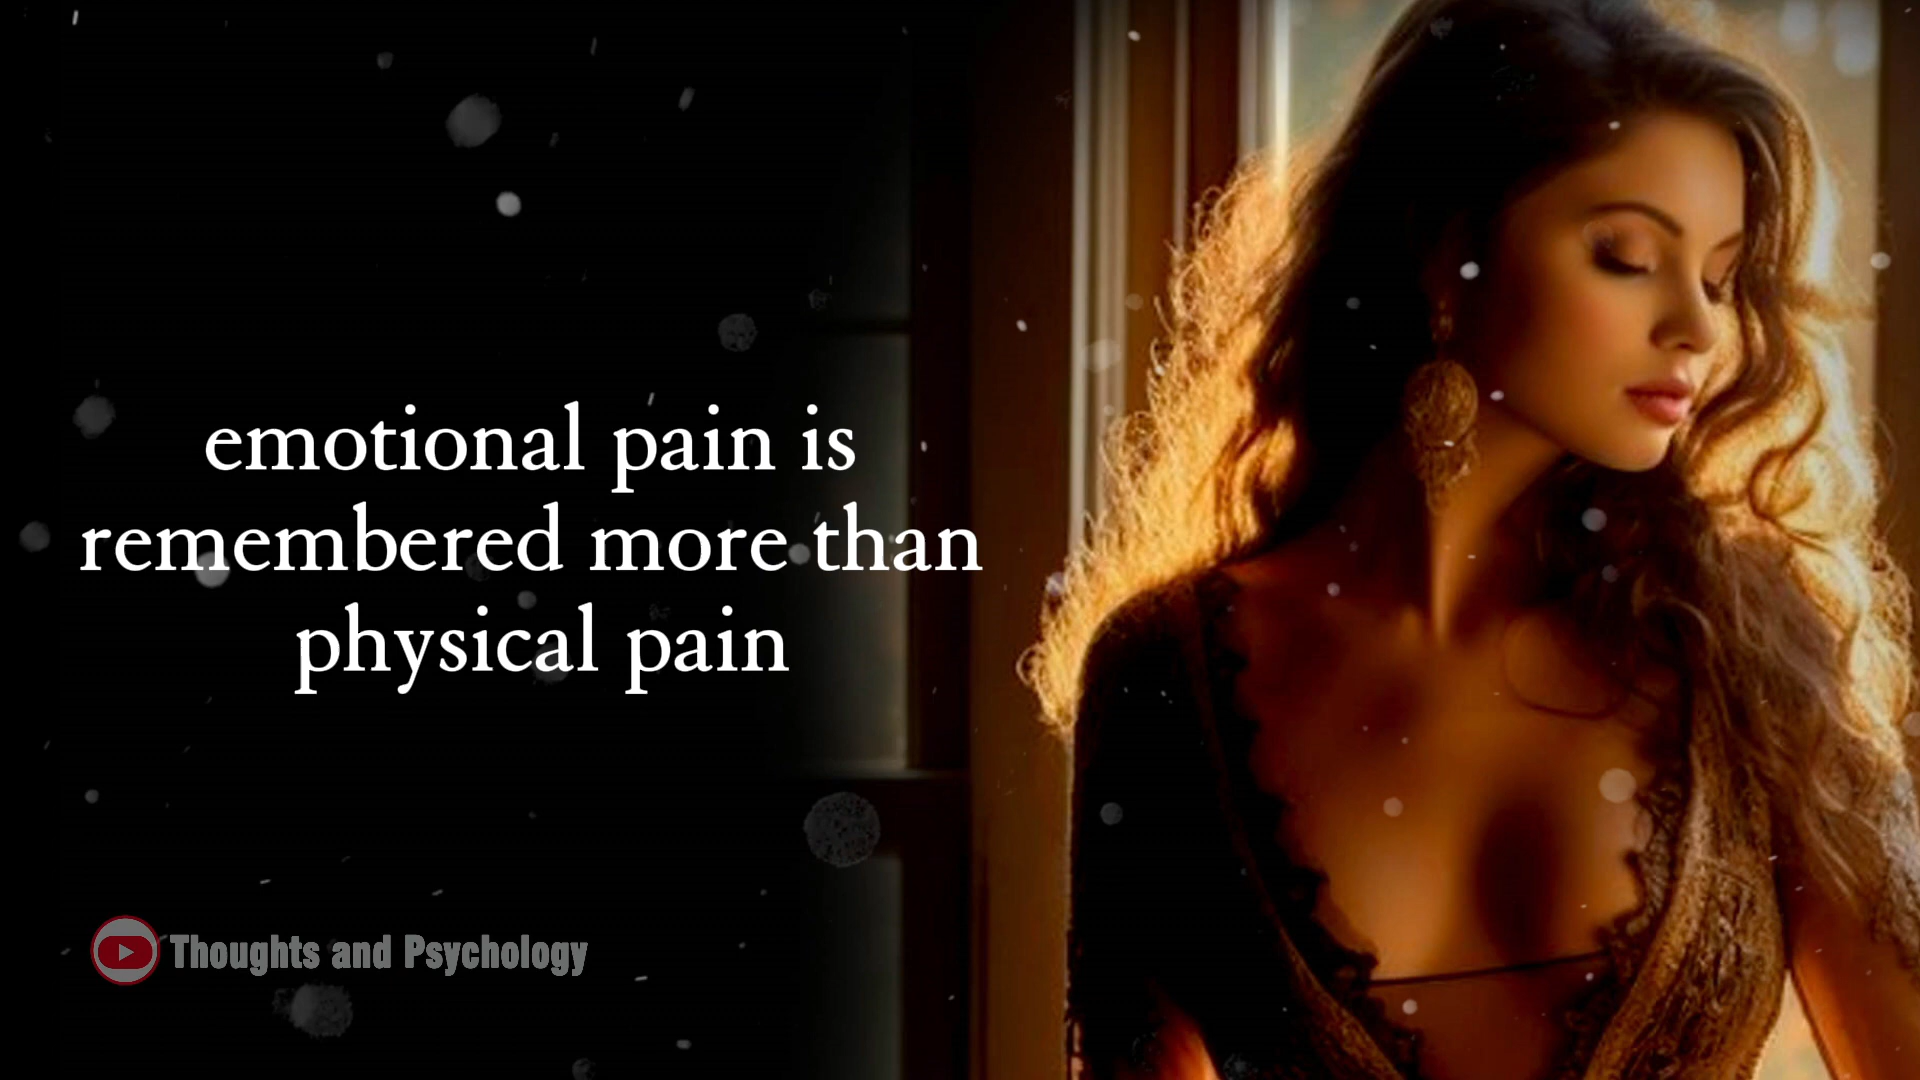 emotional pain is
remembered more than
physical pain
Thoughts and Psychology